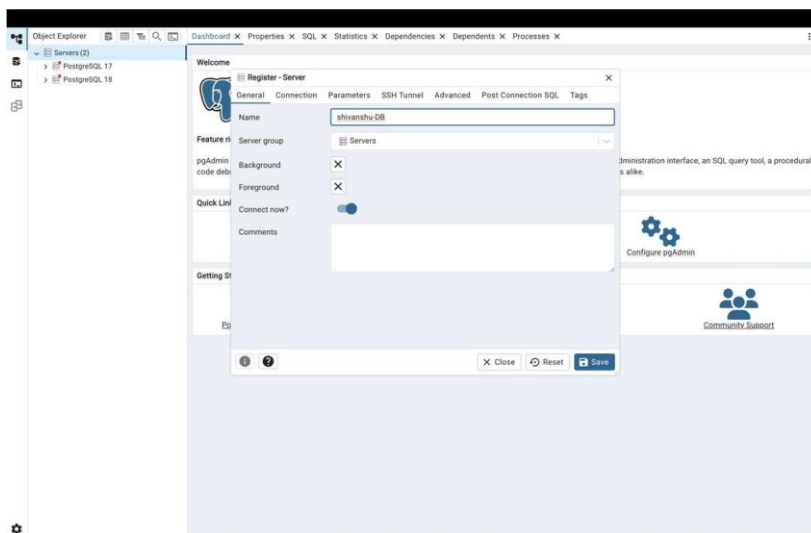 Object Explorer
Dashboard X Properties X SQL X Statistics X Dependencies X Dependents X Processes X
Servers (2)
PostgreSQL 17
PostgreSQL 18
Welcome
Register - Server
General Connection Parameters SSH Tunnel Advanced Post Connection SQL Tags
Name shivanshu-DB
Feature ri
Server group Servers
pgAdmin
dministration interface, an SQL query tool, a procedural
code deb
s alike.
Background
Foreground
Quick Lin
Connect now?
Comments
Configure pgAdmin
Getting St
Po
Community Support
Close Reset Save